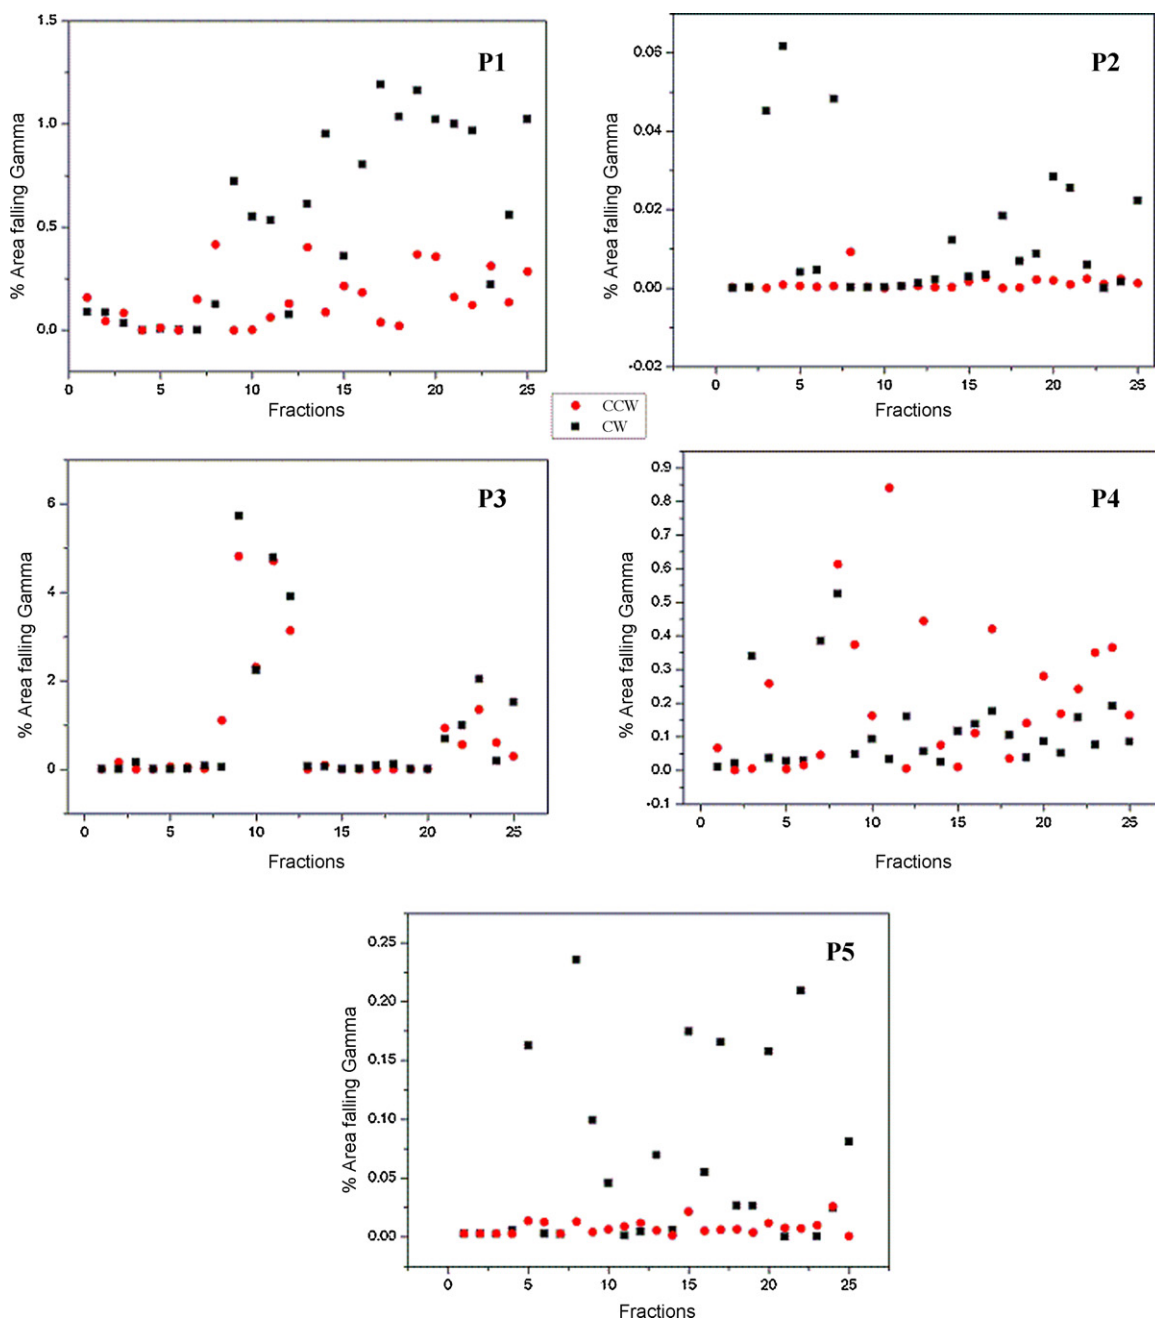 P1
% Area falling Gamma
1.5
1.0
0.5
0.0
0 5 10 15 20 25
Fractions
P2
% Area falling Gamma
0.06
0.04
0.02
0.00
-0.02
0 5 10 15 20 25
Fractions
CCW
CW
P3
% Area falling Gamma
6
4
2
0
0 5 10 15 20 25
Fractions
P4
% Area falling Gamma
0.9
0.8
0.7
0.6
0.5
0.4
0.3
0.2
0.1
0.0
-0.1
0 5 10 15 20 25
Fractions
P5
% Area falling Gamma
0.25
0.20
0.15
0.10
0.05
0.00
0 5 10 15 20 25
Fractions